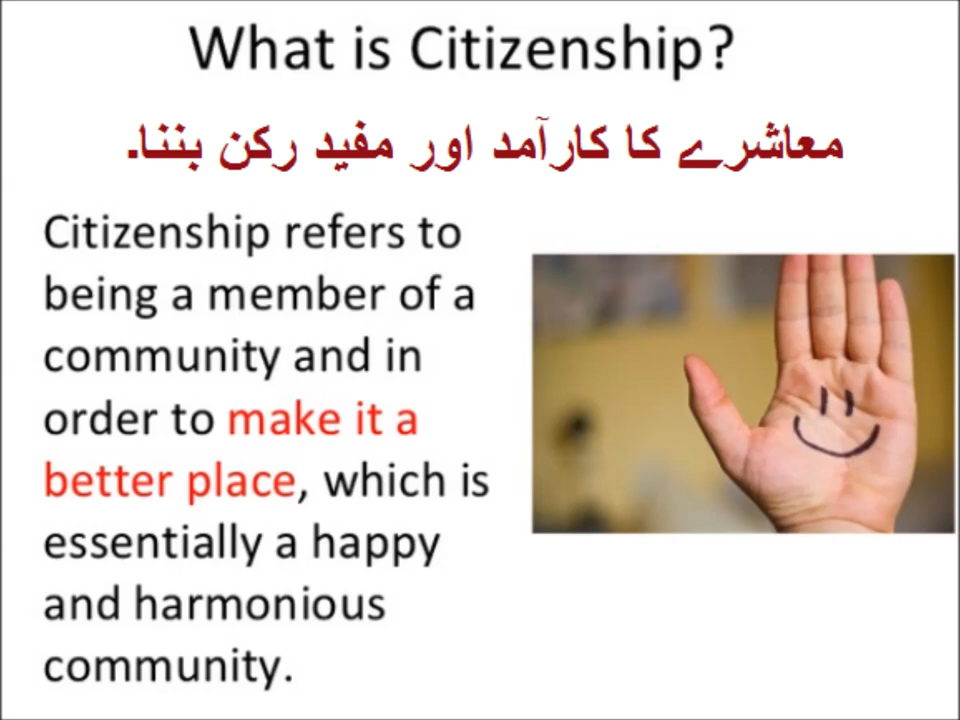 What is Citizenship?
معاشرے کا کارآمد اور مفید رکن بننا۔
Citizenship refers to
being a member of a
community and in
order to make it a
better place, which is
essentially a happy
and harmonious
community.